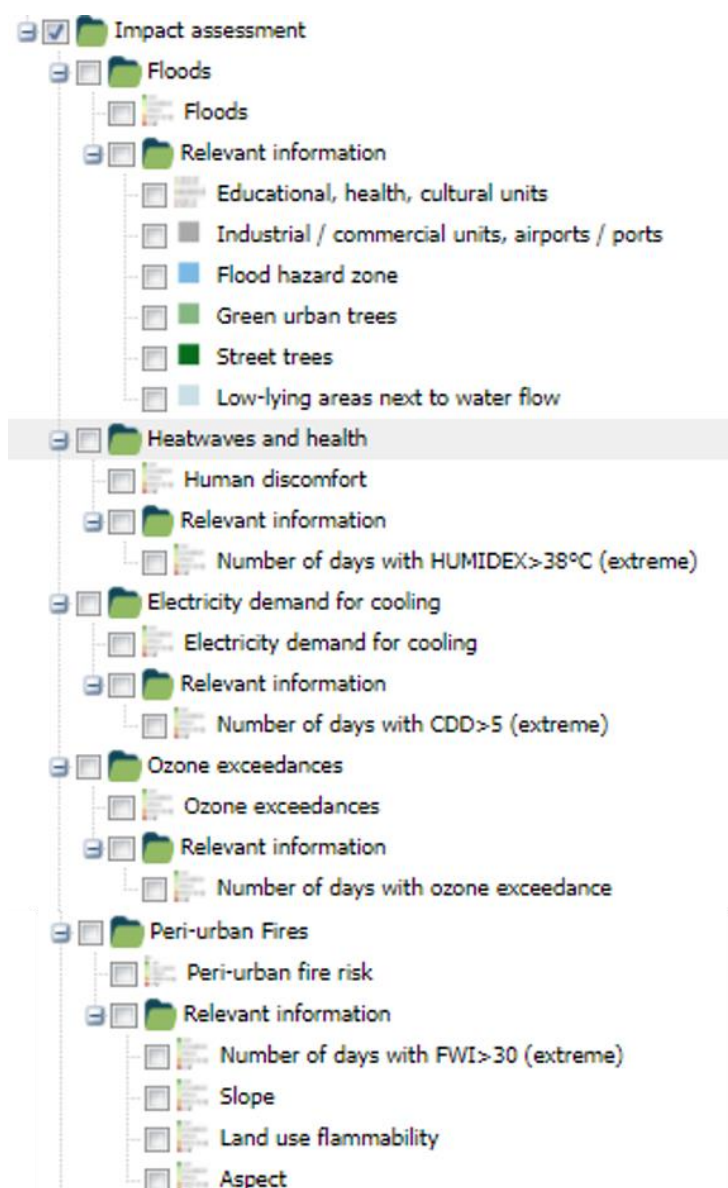 Impact assessment
Floods
Floods
Relevant information
Educational, health, cultural units
Industrial / commercial units, airports / ports
Flood hazard zone
Green urban trees
Street trees
Low-lying areas next to water flow
Heatwaves and health
Human discomfort
Relevant information
Number of days with HUMIDEX>38ºC (extreme)
Electricity demand for cooling
Electricity demand for cooling
Relevant information
Number of days with CDD>5 (extreme)
Ozone exceedances
Ozone exceedances
Relevant information
Number of days with ozone exceedance
Peri-urban Fires
Peri-urban fire risk
Relevant information
Number of days with FWI>30 (extreme)
Slope
Land use flammability
Aspect